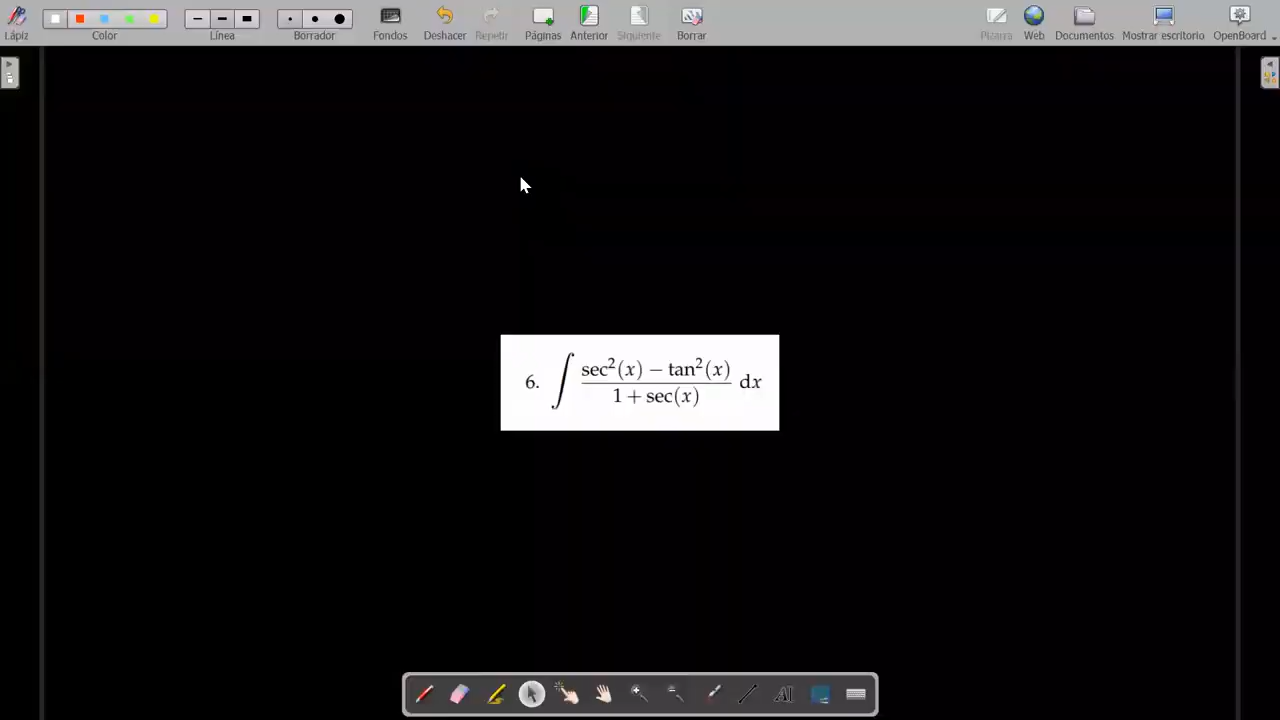 Lápiz
Color
Línea
Borrador
Fondos
Deshacer
Repetir
Páginas
Anterior
Siguiente
Borrar
Pizarra
Web
Documentos
Mostrar escritorio
OpenBoard
6. ∫ (sec²(x) − tan²(x)) / (1 + sec(x)) dx
AI